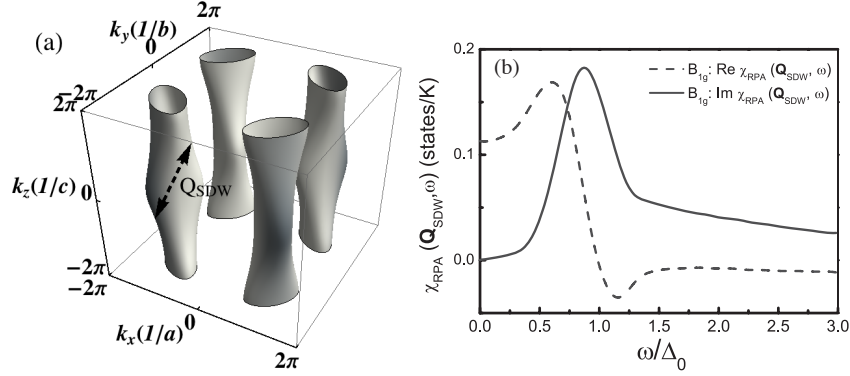 (a)
k_y(1/b)
0
2π
−2π
2π
k_z(1/c)
0
Q_SDW
−2π
−2π
k_x(1/a)
0
2π
(b)
B_1g: Re χ_RPA (Q_SDW, ω)
B_1g: Im χ_RPA (Q_SDW, ω)
χ_RPA (Q_SDW,ω) (states/K)
0.2
0.1
0.0
0.0 0.5 1.0 1.5 2.0 2.5 3.0
ω/Δ_0